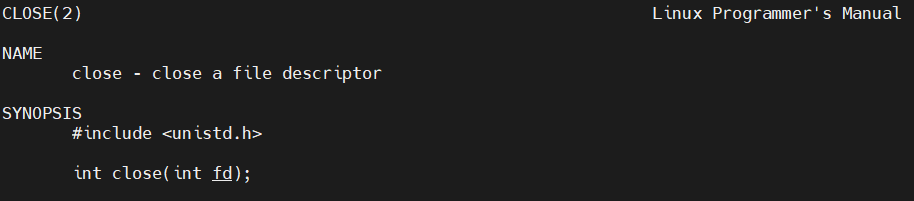 CLOSE(2) Linux Programmer's Manual
NAME
close - close a file descriptor
SYNOPSIS
#include <unistd.h>
int close(int fd);